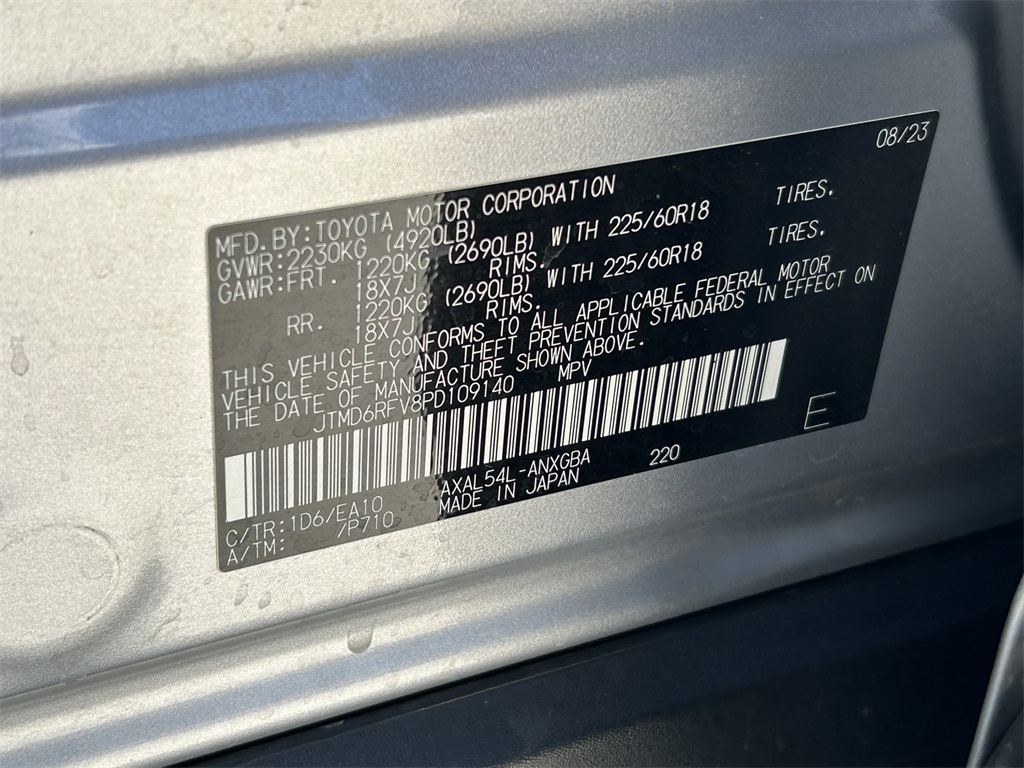 08/23
MFD.BY:TOYOTA MOTOR CORPORATION
GVWR:2230KG (4920LB)
GAWR:FRT. 1220KG (2690LB) WITH 225/60R18 TIRES.
18X7J RIMS.
RR. 1220KG (2690LB) WITH 225/60R18 TIRES.
18X7J RIMS.
THIS VEHICLE CONFORMS TO ALL APPLICABLE FEDERAL MOTOR
VEHICLE SAFETY AND THEFT PREVENTION STANDARDS IN EFFECT ON
THE DATE OF MANUFACTURE SHOWN ABOVE.
JTMD6RFV8PD109140 MPV
E
C/TR:1D6/EA10 AXAL54L-ANXGBA 220
A/TM: /P710 MADE IN JAPAN